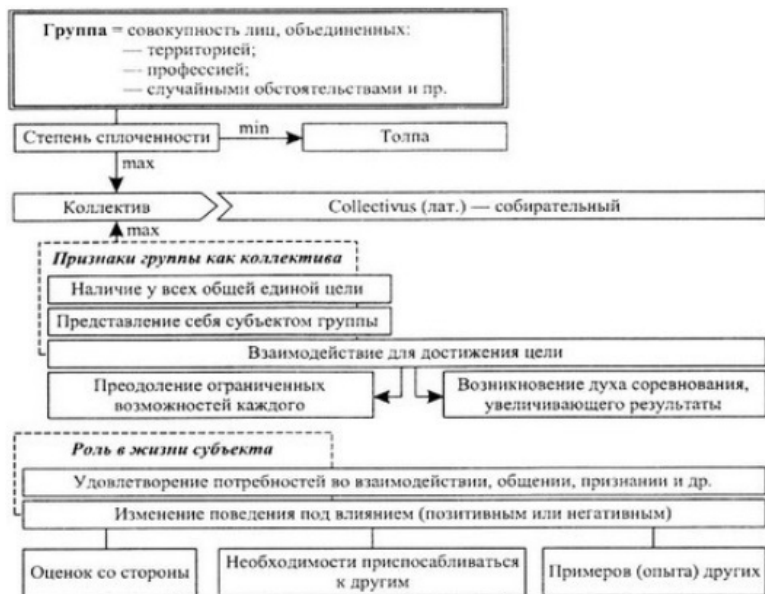 Группа = совокупность лиц, объединенных:
— территорией;
— профессией;
— случайными обстоятельствами и пр.
Степень сплоченности
min
Толпа
max
Коллектив
Collectivus (лат.) — собирательный
max
Признаки группы как коллектива
Наличие у всех общей единой цели
Представление себя субъектом группы
Взаимодействие для достижения цели
Преодоление ограниченных
возможностей каждого
Возникновение духа соревнования,
увеличивающего результаты
Роль в жизни субъекта
Удовлетворение потребностей во взаимодействии, общении, признании и др.
Изменение поведения под влиянием (позитивным или негативным)
Оценок со стороны
Необходимости приспосабливаться
к другим
Примеров (опыта) других